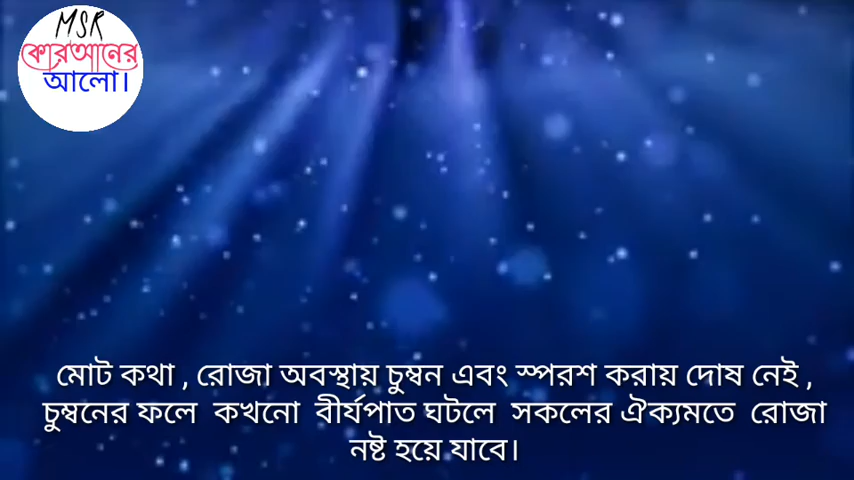 MSR
কোরআনের
আলো।
মোট কথা , রোজা অবস্থায় চুম্বন এবং স্পরশ করায় দোষ নেই ,
চুম্বনের ফলে কখনো বীর্যপাত ঘটলে সকলের ঐক্যমতে রোজা
নষ্ট হয়ে যাবে।